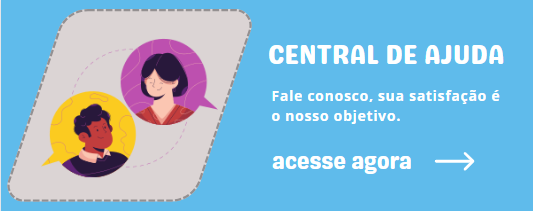 CENTRAL DE AJUDA
Fale conosco, sua satisfação é
o nosso objetivo.
acesse agora